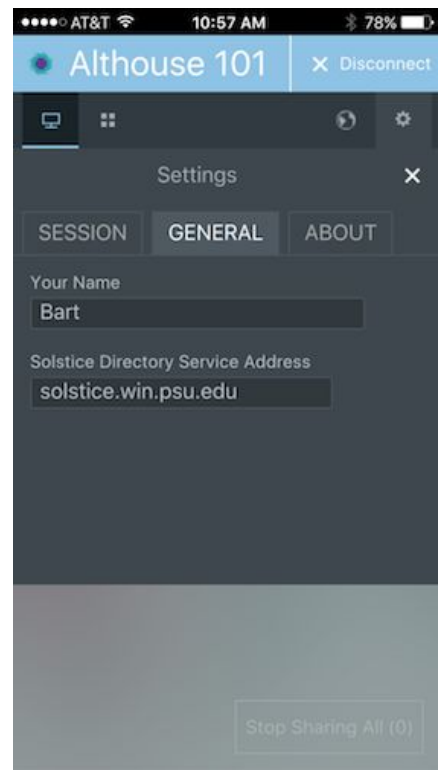 AT&T 10:57 AM 78%
Althouse 101 Disconnect
Settings
SESSION GENERAL ABOUT
Your Name
Bart
Solstice Directory Service Address
solstice.win.psu.edu
Stop Sharing All (0)